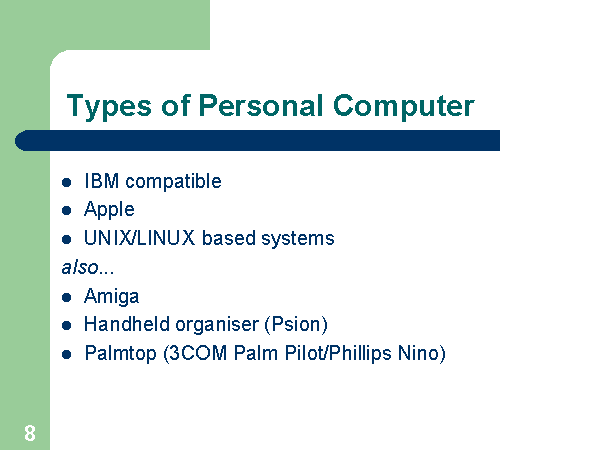 Types of Personal Computer
IBM compatible
Apple
UNIX/LINUX based systems
also...
Amiga
Handheld organiser (Psion)
Palmtop (3COM Palm Pilot/Phillips Nino)
8